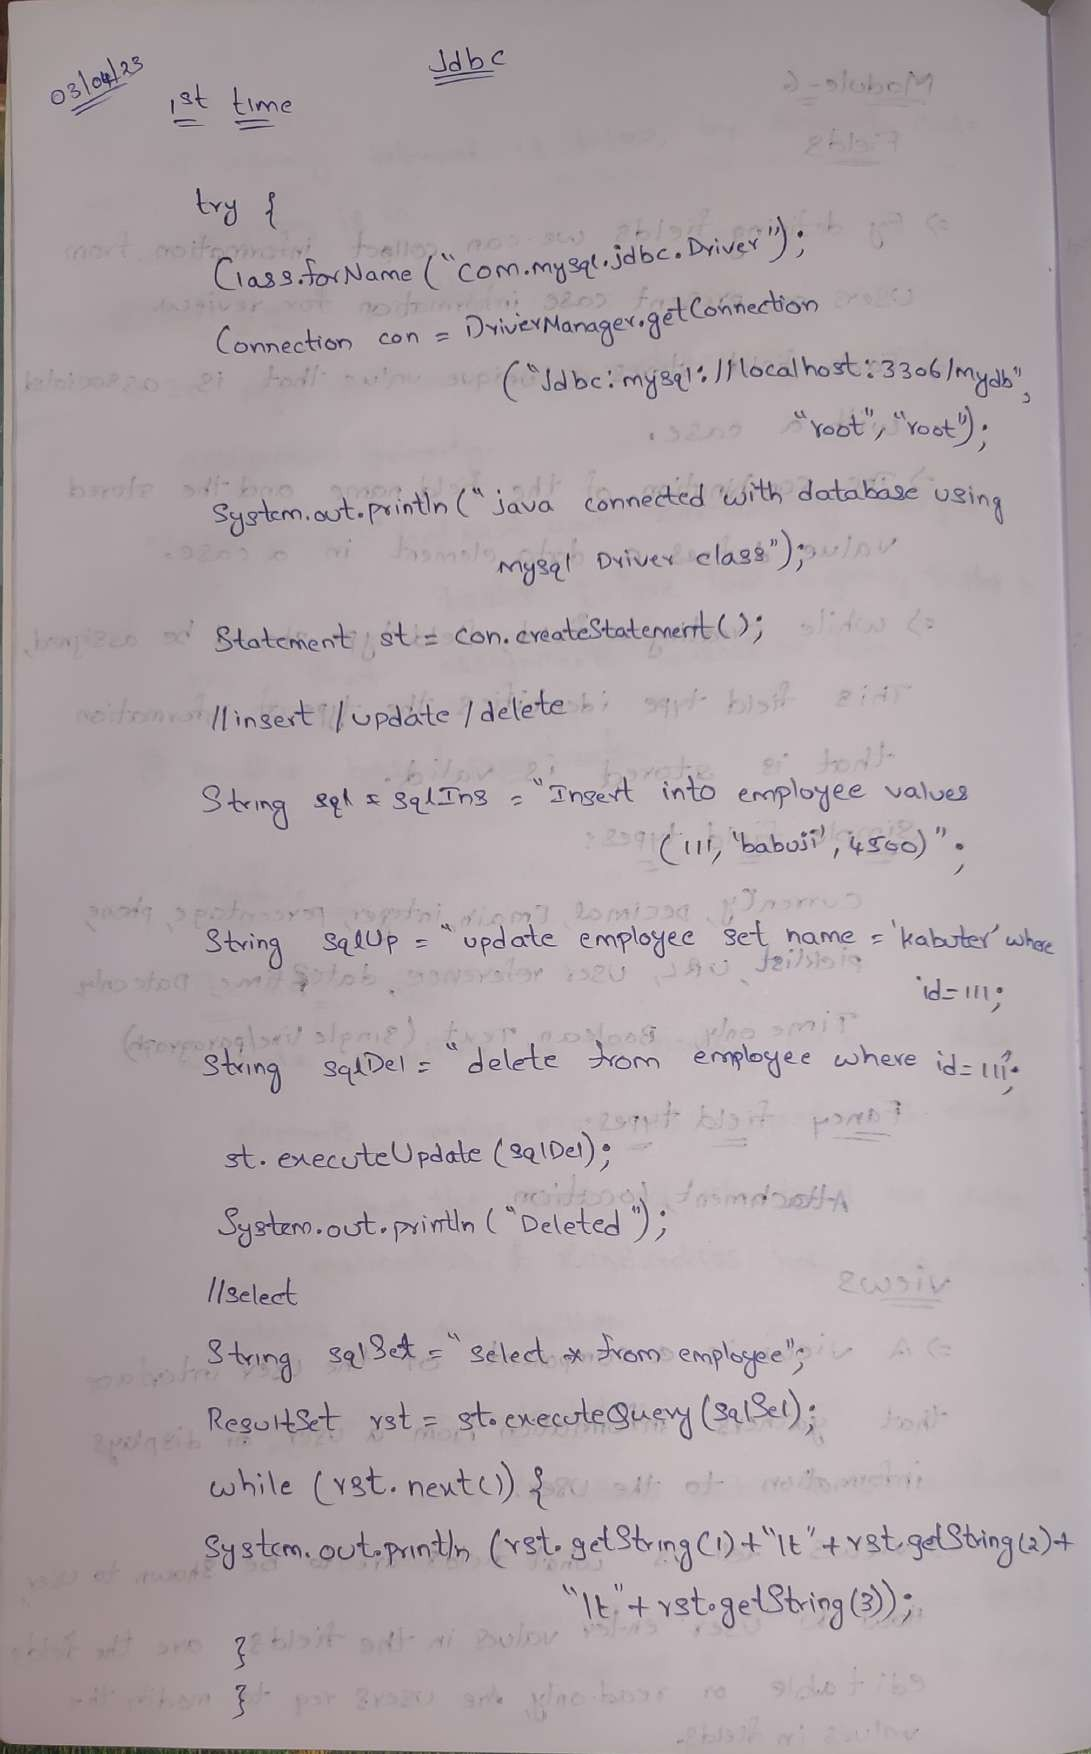 03/04/23
Jdbc
1st time
try {
Class.forName ("com.mysql.jdbc.Driver");
Connection con = DriverManager.getConnection
("Jdbc:mysql://localhost:3306/mydb",
"root", "root");
System.out.println (" java connected with database using
mysql Driver class");
Statement st = con.createStatement();
//insert / update / delete
String sqlIns = "Insert into employee values
(111, 'babuji', 4500)";
String sqlUp = "update employee set name = 'kabuter' where
id=111;
String sqlDel = "delete from employee where id=111";
st.executeUpdate (sqlDel);
System.out.println ("Deleted");
//select
String sqlSet = "select * from employee";
ResultSet rst = st.executeQuery (sqlSel);
while (rst.next()) {
System.out.println (rst.getString(1)+"\t"+rst.getString(2)+
"\t"+rst.getString(3));
}
}